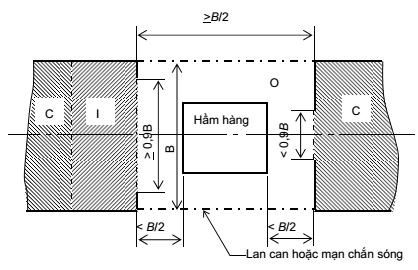 ≥B/2
O
C
I
Hầm hàng
C
≥ 0,9B
B
< 0,9B
< B/2
< B/2
Lan can hoặc mạn chắn sóng